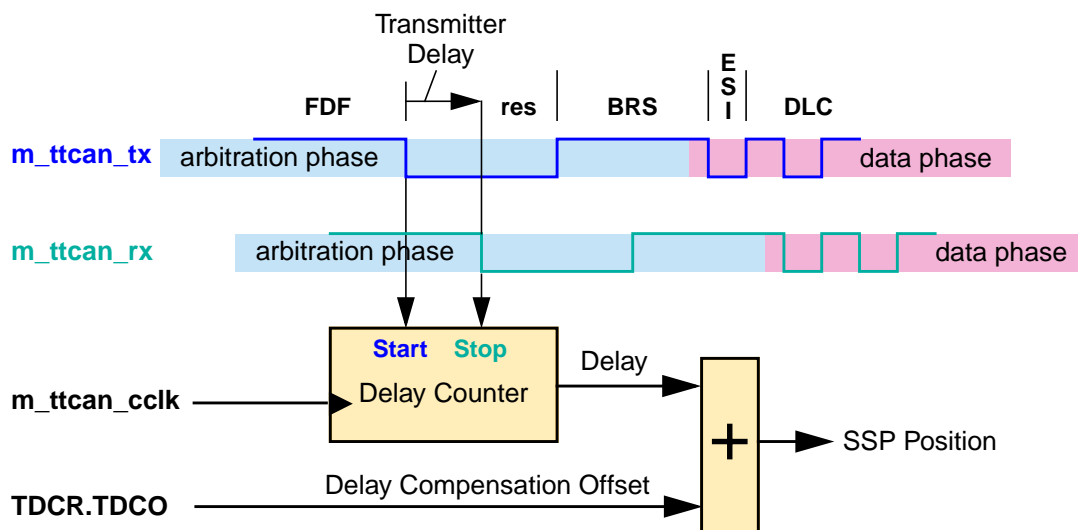 Transmitter
Delay
FDF
res
BRS
E
S
I
DLC
m_ttcan_tx
arbitration phase
data phase
m_ttcan_rx
arbitration phase
data phase
Start Stop
Delay Counter
Delay
m_ttcan_cclk
+
SSP Position
TDCR.TDCO
Delay Compensation Offset